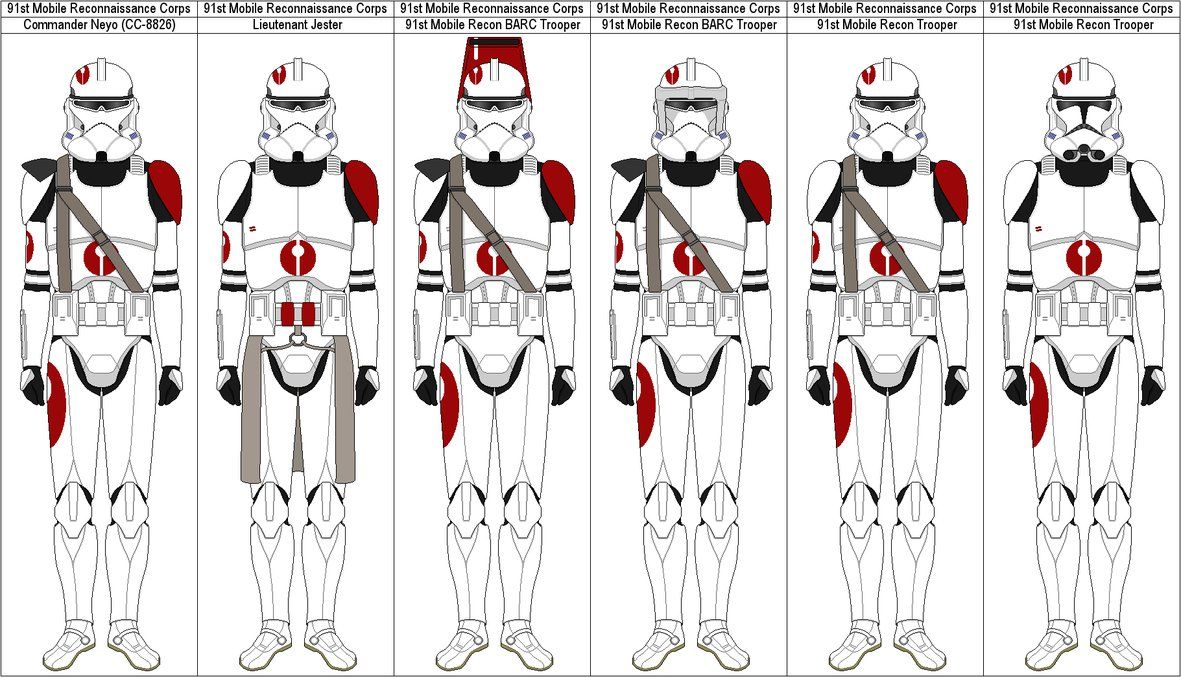 91st Mobile Reconnaissance Corps
Commander Neyo (CC-8826)
91st Mobile Reconnaissance Corps
Lieutenant Jester
91st Mobile Reconnaissance Corps
91st Mobile Recon BARC Trooper
91st Mobile Reconnaissance Corps
91st Mobile Recon BARC Trooper
91st Mobile Reconnaissance Corps
91st Mobile Recon Trooper
91st Mobile Reconnaissance Corps
91st Mobile Recon Trooper